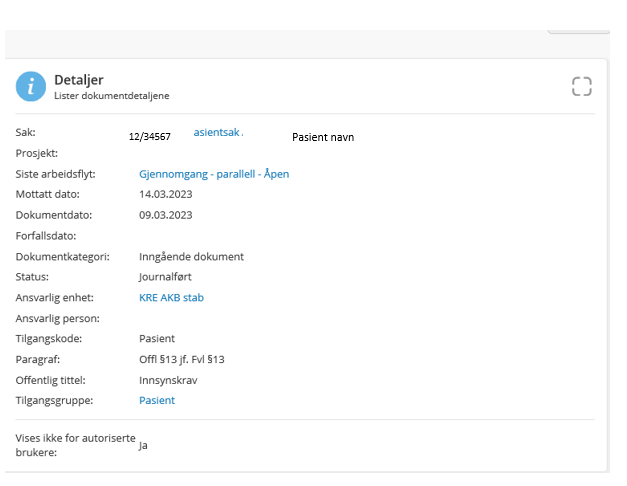 Detaljer
Lister dokumentdetaljene
Sak: 12/34567 asientsak. Pasient navn
Prosjekt:
Siste arbeidsflyt: Gjennomgang - parallell - Åpen
Mottatt dato: 14.03.2023
Dokumentdato: 09.03.2023
Forfallsdato:
Dokumentkategori: Inngående dokument
Status: Journalført
Ansvarlig enhet: KRE AKB stab
Ansvarlig person:
Tilgangskode: Pasient
Paragraf: Offl §13 jf. Fvl §13
Offentlig tittel: Innsynskrav
Tilgangsgruppe: Pasient
Vises ikke for autoriserte
brukere: Ja